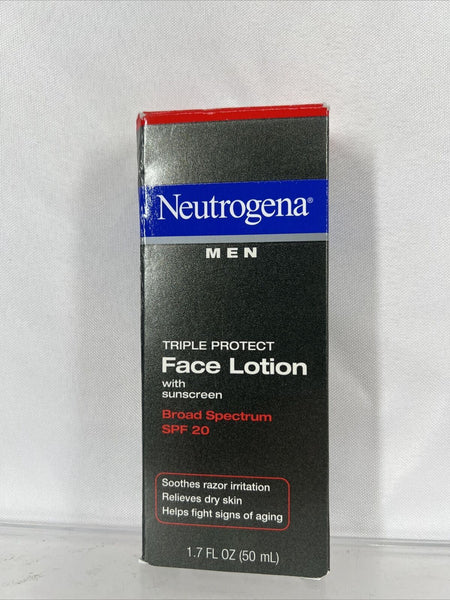 Neutrogena®
MEN
TRIPLE PROTECT
Face Lotion
with
sunscreen
Broad Spectrum
SPF 20
Soothes razor irritation
Relieves dry skin
Helps fight signs of aging
1.7 FL OZ (50 mL)